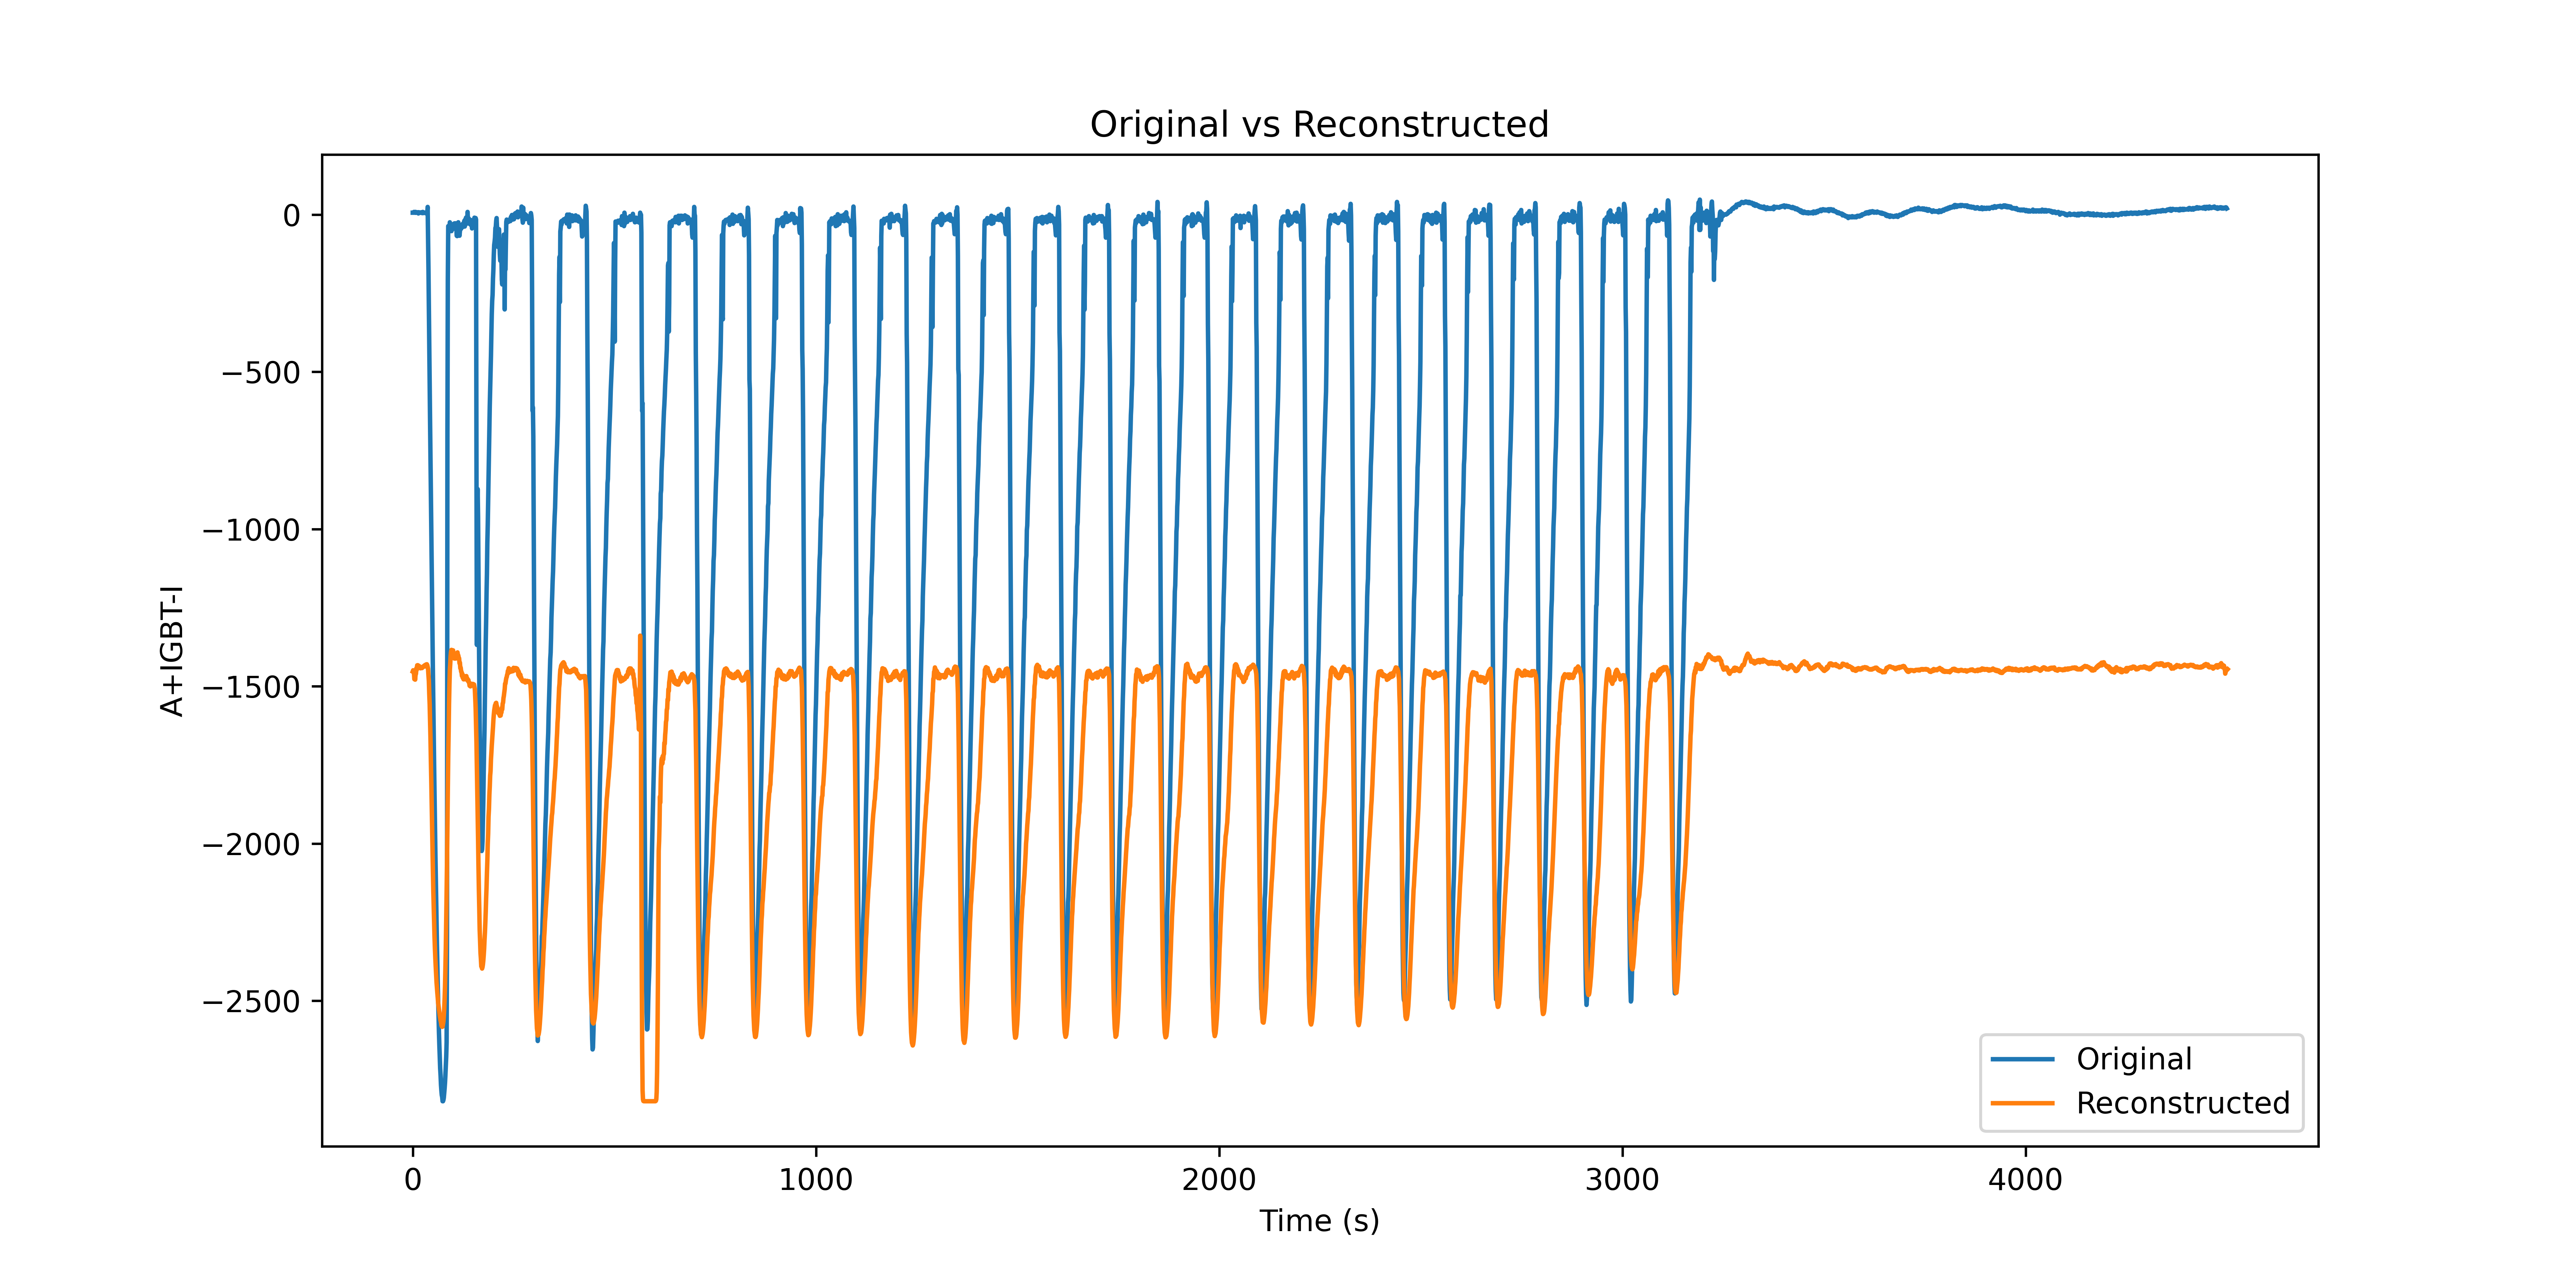 Original vs Reconstructed
0
−500
−1000
−1500
−2000
−2500
A+IGBT-I
0 1000 2000 3000 4000
Time (s)
Original
Reconstructed